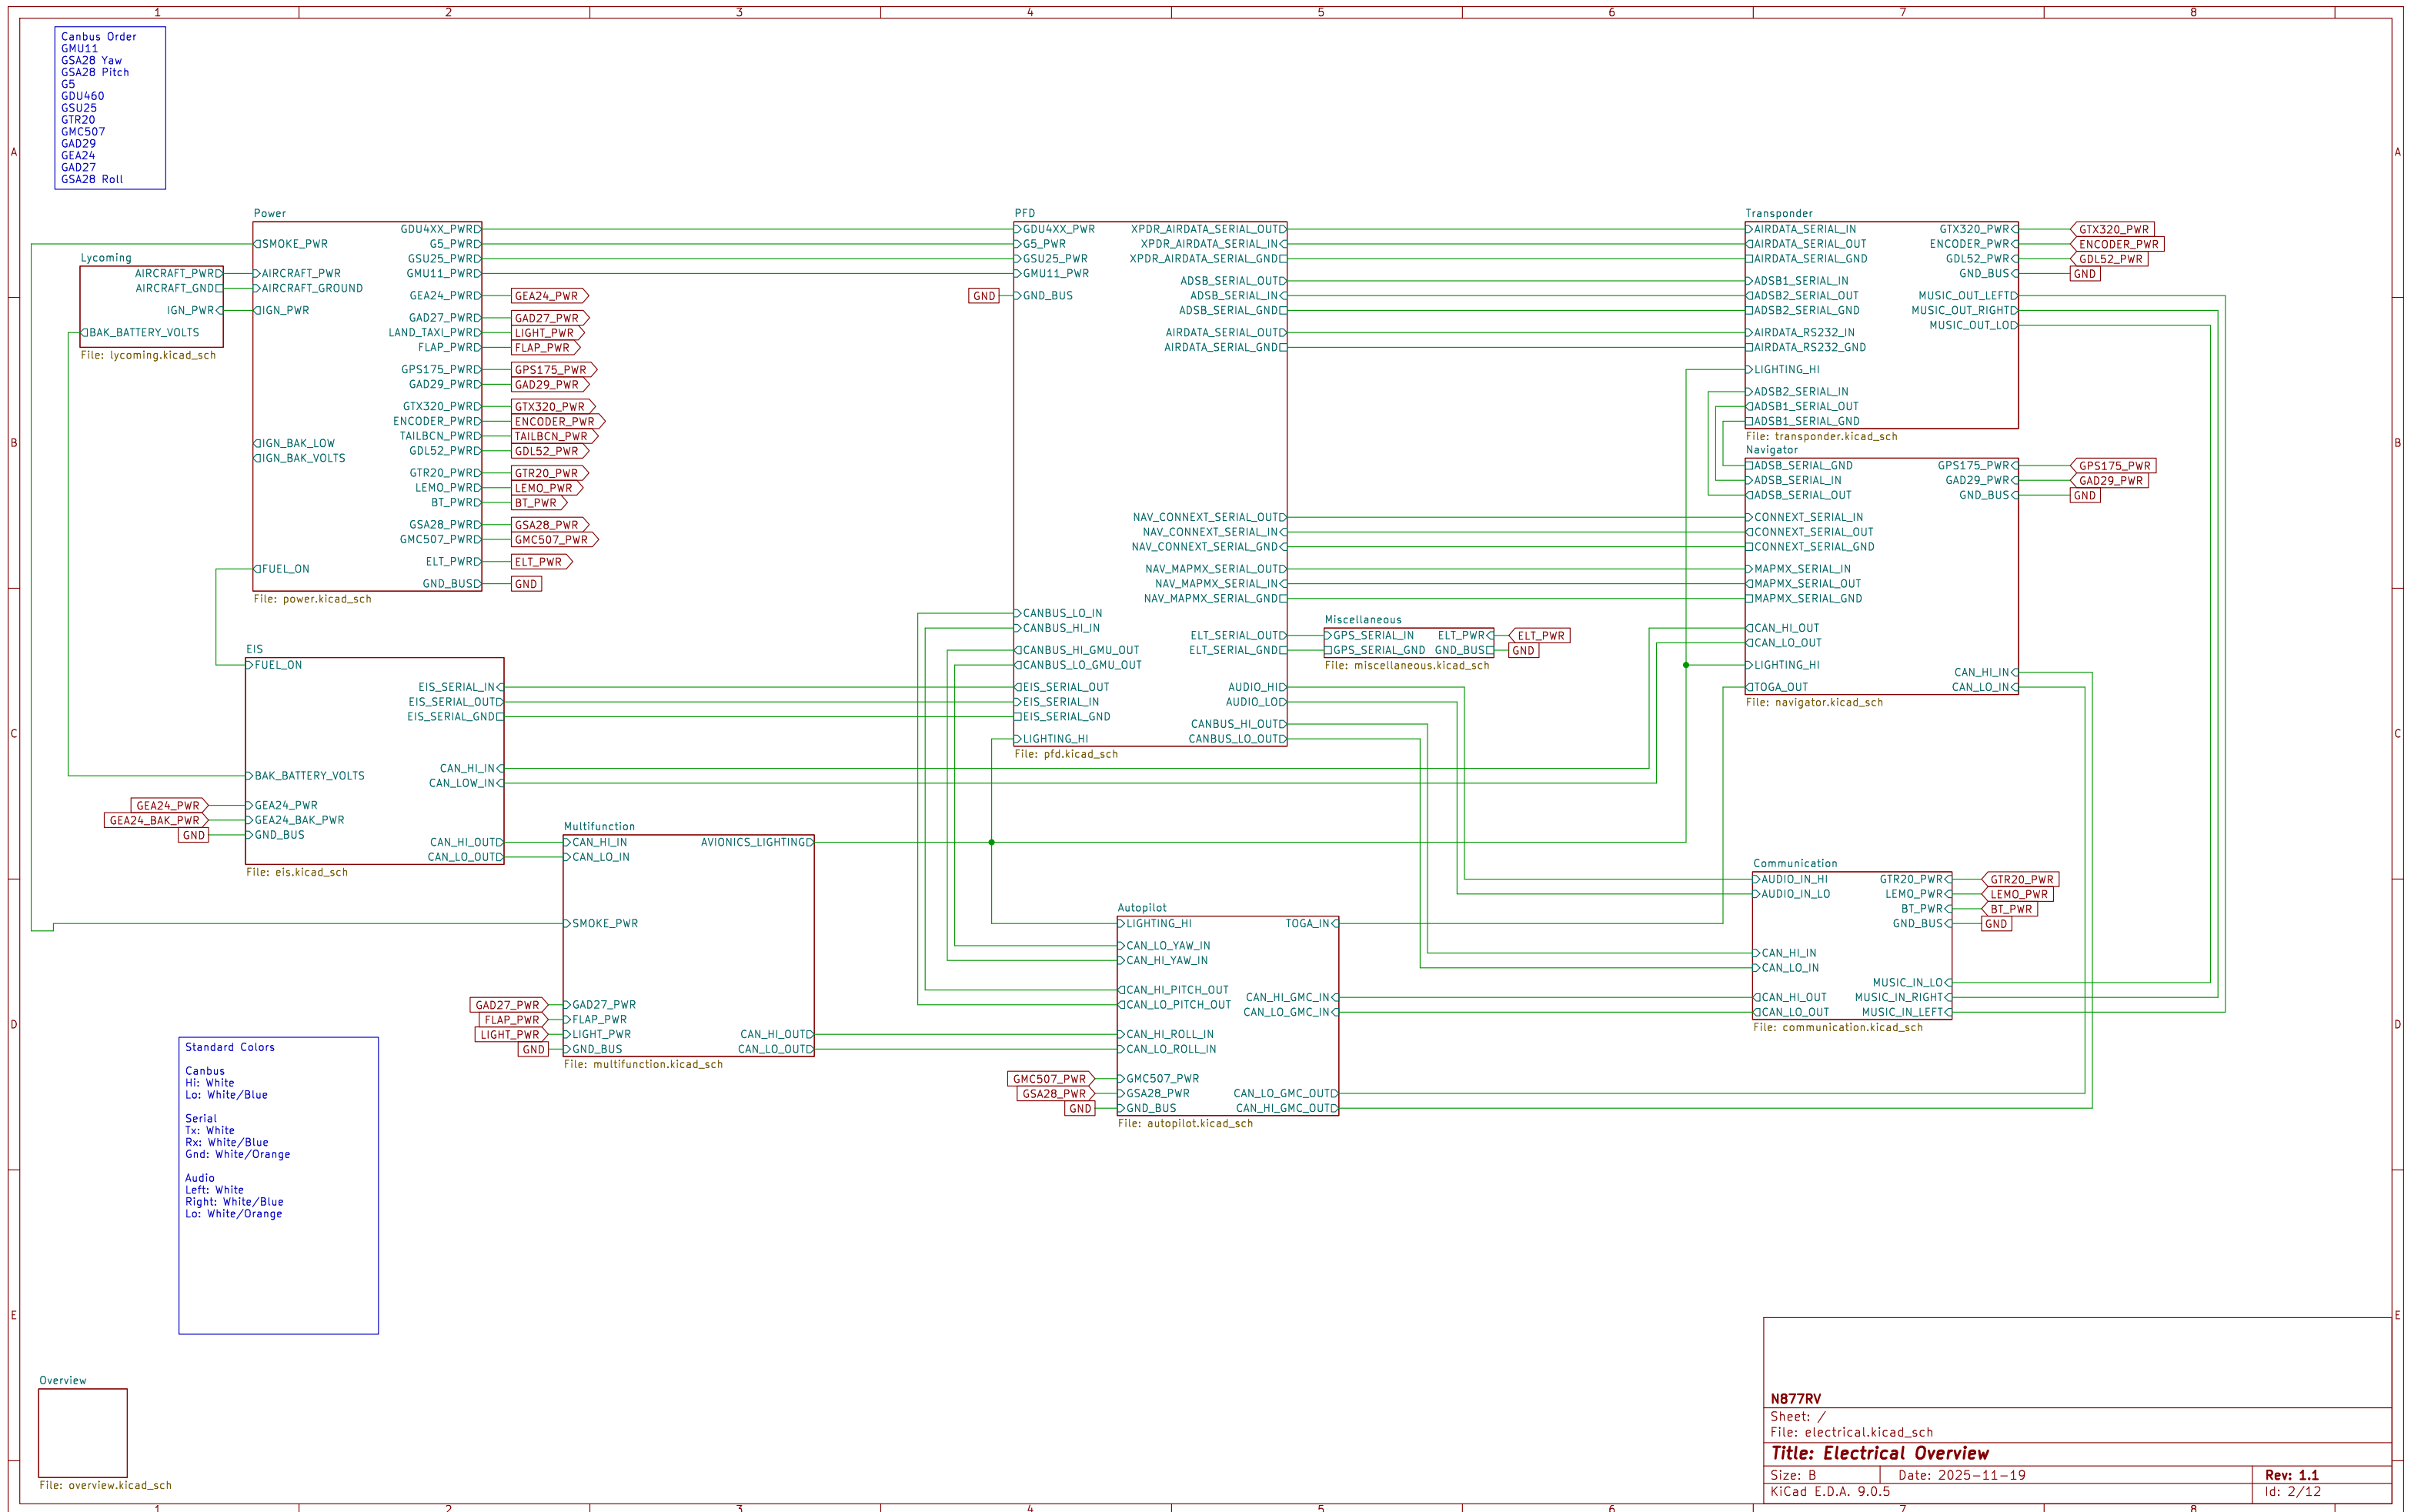 1 2 3 4 5 6 7 8
A
B
C
D
E
A
B
C
D
E
Canbus Order
GMU11
GSA28 Yaw
GSA28 Pitch
G5
GDU460
GSU25
GTR20
GMC507
GAD29
GEA24
GAD27
GSA28 Roll
Lycoming
AIRCRAFT_PWR
AIRCRAFT_GND
IGN_PWR
BAK_BATTERY_VOLTS
File: lycoming.kicad_sch
Power
SMOKE_PWR
AIRCRAFT_PWR
AIRCRAFT_GROUND
IGN_PWR
IGN_BAK_LOW
IGN_BAK_VOLTS
FUEL_ON
GDU4XX_PWR
G5_PWR
GSU25_PWR
GMU11_PWR
GEA24_PWR GEA24_PWR
GAD27_PWR GAD27_PWR
LAND_TAXI_PWR LIGHT_PWR
FLAP_PWR FLAP_PWR
GPS175_PWR GPS175_PWR
GAD29_PWR GAD29_PWR
GTX320_PWR GTX320_PWR
ENCODER_PWR ENCODER_PWR
TAILBCN_PWR TAILBCN_PWR
GDL52_PWR GDL52_PWR
GTR20_PWR GTR20_PWR
LEMO_PWR LEMO_PWR
BT_PWR BT_PWR
GSA28_PWR GSA28_PWR
GMC507_PWR GMC507_PWR
ELT_PWR ELT_PWR
GND_BUS GND
File: power.kicad_sch
EIS
FUEL_ON
BAK_BATTERY_VOLTS
GEA24_PWR GEA24_PWR
GEA24_BAK_PWR GEA24_BAK_PWR
GND GND_BUS
EIS_SERIAL_IN
EIS_SERIAL_OUT
EIS_SERIAL_GND
CAN_HI_IN
CAN_LOW_IN
CAN_HI_OUT
CAN_LO_OUT
File: eis.kicad_sch
Multifunction
CAN_HI_IN
CAN_LO_IN
SMOKE_PWR
GAD27_PWR GAD27_PWR
FLAP_PWR FLAP_PWR
LIGHT_PWR LIGHT_PWR
GND GND_BUS
AVIONICS_LIGHTING
CAN_HI_OUT
CAN_LO_OUT
File: multifunction.kicad_sch
PFD
GDU4XX_PWR
G5_PWR
GSU25_PWR
GMU11_PWR
GND GND_BUS
CANBUS_LO_IN
CANBUS_HI_IN
CANBUS_HI_GMU_OUT
CANBUS_LO_GMU_OUT
EIS_SERIAL_OUT
EIS_SERIAL_IN
EIS_SERIAL_GND
LIGHTING_HI
XPDR_AIRDATA_SERIAL_OUT
XPDR_AIRDATA_SERIAL_IN
XPDR_AIRDATA_SERIAL_GND
ADSB_SERIAL_OUT
ADSB_SERIAL_IN
ADSB_SERIAL_GND
AIRDATA_SERIAL_OUT
AIRDATA_SERIAL_GND
NAV_CONNEXT_SERIAL_OUT
NAV_CONNEXT_SERIAL_IN
NAV_CONNEXT_SERIAL_GND
NAV_MAPMX_SERIAL_OUT
NAV_MAPMX_SERIAL_IN
NAV_MAPMX_SERIAL_GND
ELT_SERIAL_OUT
ELT_SERIAL_GND
AUDIO_HI
AUDIO_LO
CANBUS_HI_OUT
CANBUS_LO_OUT
File: pfd.kicad_sch
Miscellaneous
GPS_SERIAL_IN ELT_PWR ELT_PWR
GPS_SERIAL_GND GND_BUS GND
File: miscellaneous.kicad_sch
Autopilot
LIGHTING_HI
CAN_LO_YAW_IN
CAN_HI_YAW_IN
CAN_HI_PITCH_OUT
CAN_LO_PITCH_OUT
CAN_HI_ROLL_IN
CAN_LO_ROLL_IN
GMC507_PWR GMC507_PWR
GSA28_PWR GSA28_PWR
GND GND_BUS
TOGA_IN
CAN_HI_GMC_IN
CAN_LO_GMC_IN
CAN_LO_GMC_OUT
CAN_HI_GMC_OUT
File: autopilot.kicad_sch
Transponder
AIRDATA_SERIAL_IN
AIRDATA_SERIAL_OUT
AIRDATA_SERIAL_GND
ADSB1_SERIAL_IN
ADSB2_SERIAL_OUT
ADSB2_SERIAL_GND
AIRDATA_RS232_IN
AIRDATA_RS232_GND
LIGHTING_HI
ADSB2_SERIAL_IN
ADSB1_SERIAL_OUT
ADSB1_SERIAL_GND
GTX320_PWR GTX320_PWR
ENCODER_PWR ENCODER_PWR
GDL52_PWR GDL52_PWR
GND_BUS GND
MUSIC_OUT_LEFT
MUSIC_OUT_RIGHT
MUSIC_OUT_LO
File: transponder.kicad_sch
Navigator
ADSB_SERIAL_GND
ADSB_SERIAL_IN
ADSB_SERIAL_OUT
CONNEXT_SERIAL_IN
CONNEXT_SERIAL_OUT
CONNEXT_SERIAL_GND
MAPMX_SERIAL_IN
MAPMX_SERIAL_OUT
MAPMX_SERIAL_GND
CAN_HI_OUT
CAN_LO_OUT
LIGHTING_HI
TOGA_OUT
GPS175_PWR GPS175_PWR
GAD29_PWR GAD29_PWR
GND_BUS GND
CAN_HI_IN
CAN_LO_IN
File: navigator.kicad_sch
Communication
AUDIO_IN_HI
AUDIO_IN_LO
CAN_HI_IN
CAN_LO_IN
CAN_HI_OUT
CAN_LO_OUT
GTR20_PWR GTR20_PWR
LEMO_PWR LEMO_PWR
BT_PWR BT_PWR
GND_BUS GND
MUSIC_IN_LO
MUSIC_IN_RIGHT
MUSIC_IN_LEFT
File: communication.kicad_sch
Standard Colors
Canbus
Hi: White
Lo: White/Blue
Serial
Tx: White
Rx: White/Blue
Gnd: White/Orange
Audio
Left: White
Right: White/Blue
Lo: White/Orange
Overview
File: overview.kicad_sch
N877RV
Sheet: /
File: electrical.kicad_sch
Title: Electrical Overview
Size: B Date: 2025-11-19 Rev: 1.1
KiCad E.D.A. 9.0.5 Id: 2/12
1 2 3 4 5 6 7 8